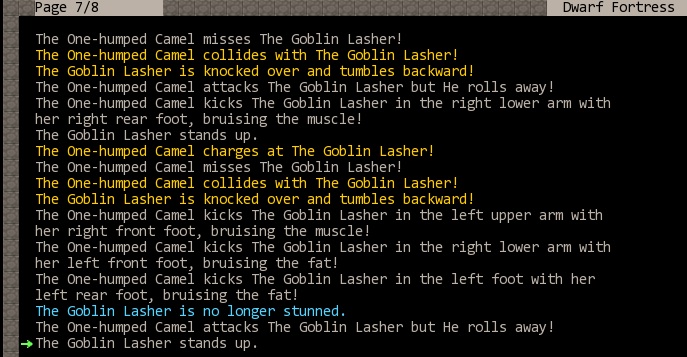 Page 7/8
Dwarf Fortress
The One-humped Camel misses The Goblin Lasher!
The One-humped Camel collides with The Goblin Lasher!
The Goblin Lasher is knocked over and tumbles backward!
The One-humped Camel attacks The Goblin Lasher but He rolls away!
The One-humped Camel kicks The Goblin Lasher in the right lower arm with
her right rear foot, bruising the muscle!
The Goblin Lasher stands up.
The One-humped Camel charges at The Goblin Lasher!
The One-humped Camel misses The Goblin Lasher!
The One-humped Camel collides with The Goblin Lasher!
The Goblin Lasher is knocked over and tumbles backward!
The One-humped Camel kicks The Goblin Lasher in the left upper arm with
her right front foot, bruising the muscle!
The One-humped Camel kicks The Goblin Lasher in the right lower arm with
her left front foot, bruising the fat!
The One-humped Camel kicks The Goblin Lasher in the left foot with her
left rear foot, bruising the fat!
The Goblin Lasher is no longer stunned.
The One-humped Camel attacks The Goblin Lasher but He rolls away!
The Goblin Lasher stands up.